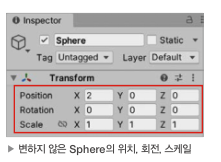 Inspector
Sphere Static
Tag Untagged Layer Default
Transform
Position X 2 Y 0 Z 0
Rotation X 0 Y 0 Z 0
Scale X 1 Y 1 Z 1
▶ 변하지 않은 Sphere의 위치, 회전, 스케일